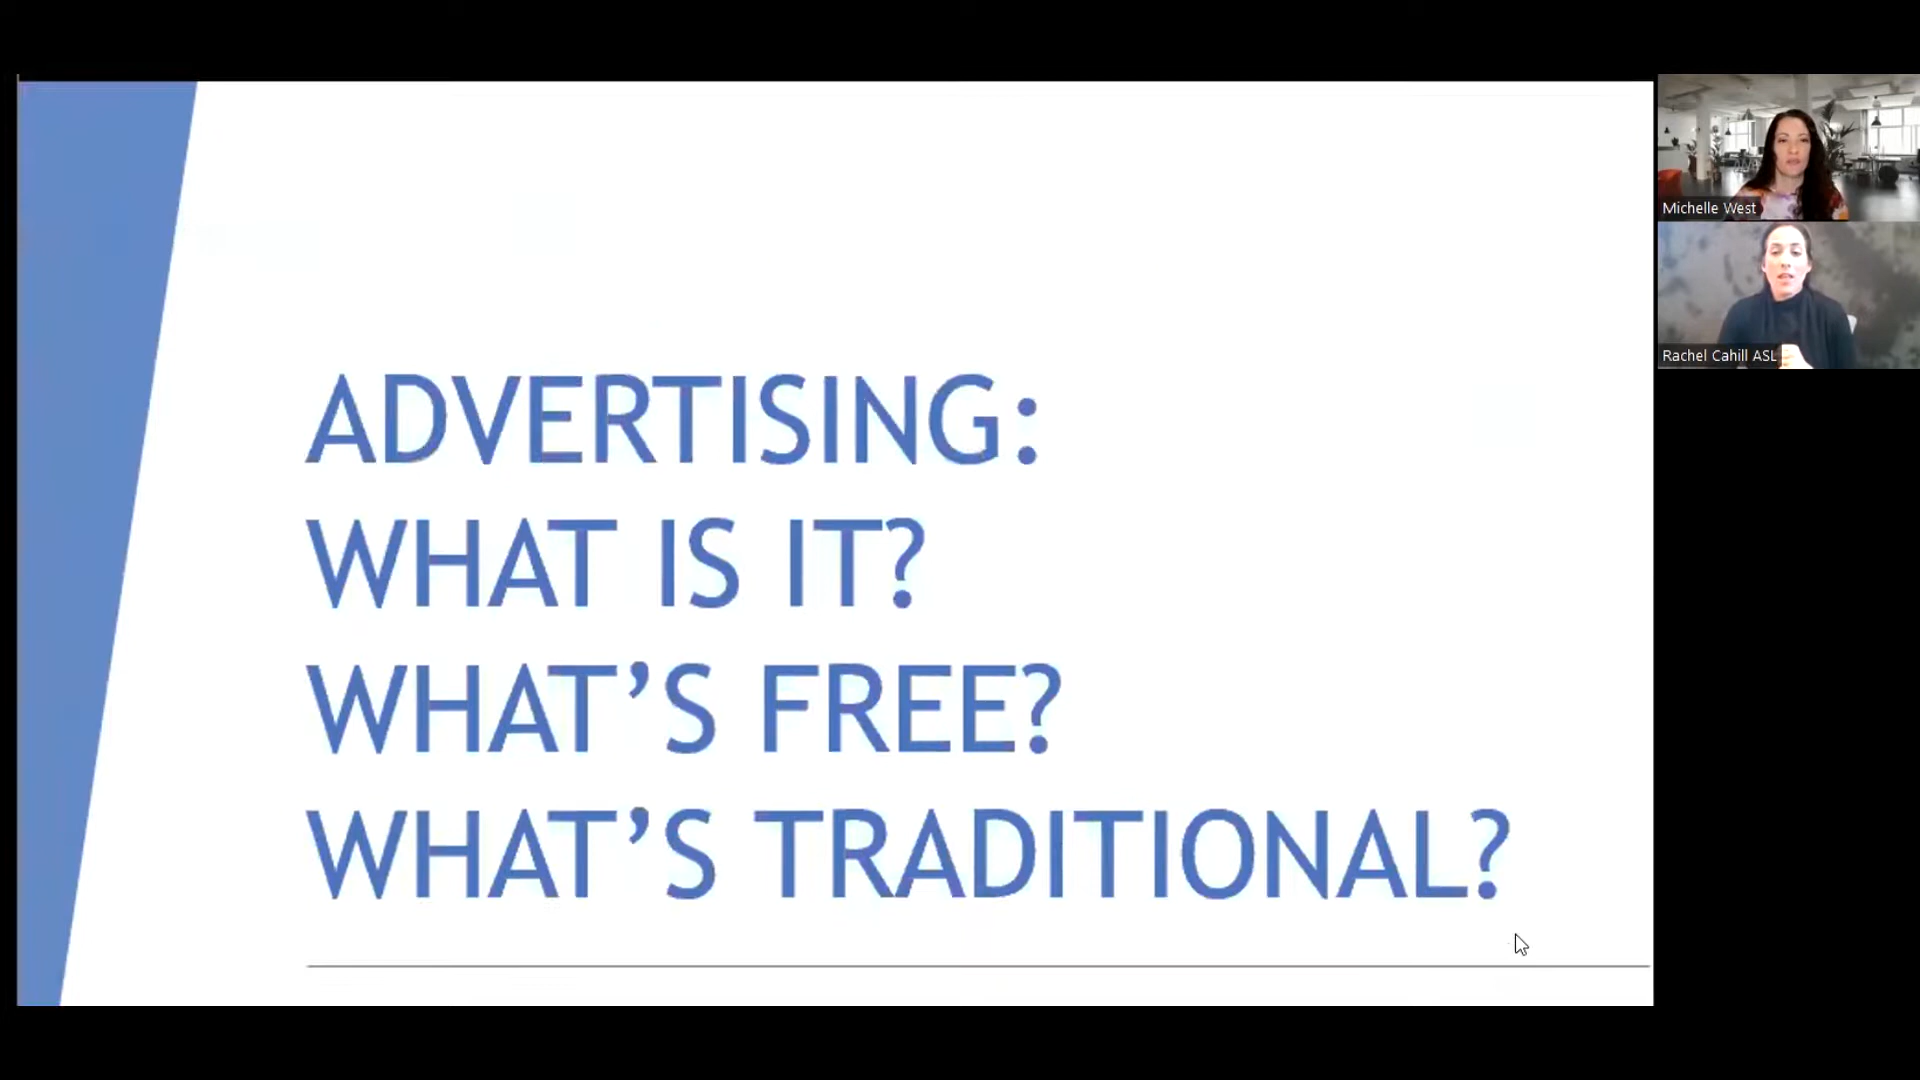 ADVERTISING:
WHAT IS IT?
WHAT’S FREE?
WHAT’S TRADITIONAL?
Michelle West
Rachel Cahill ASL